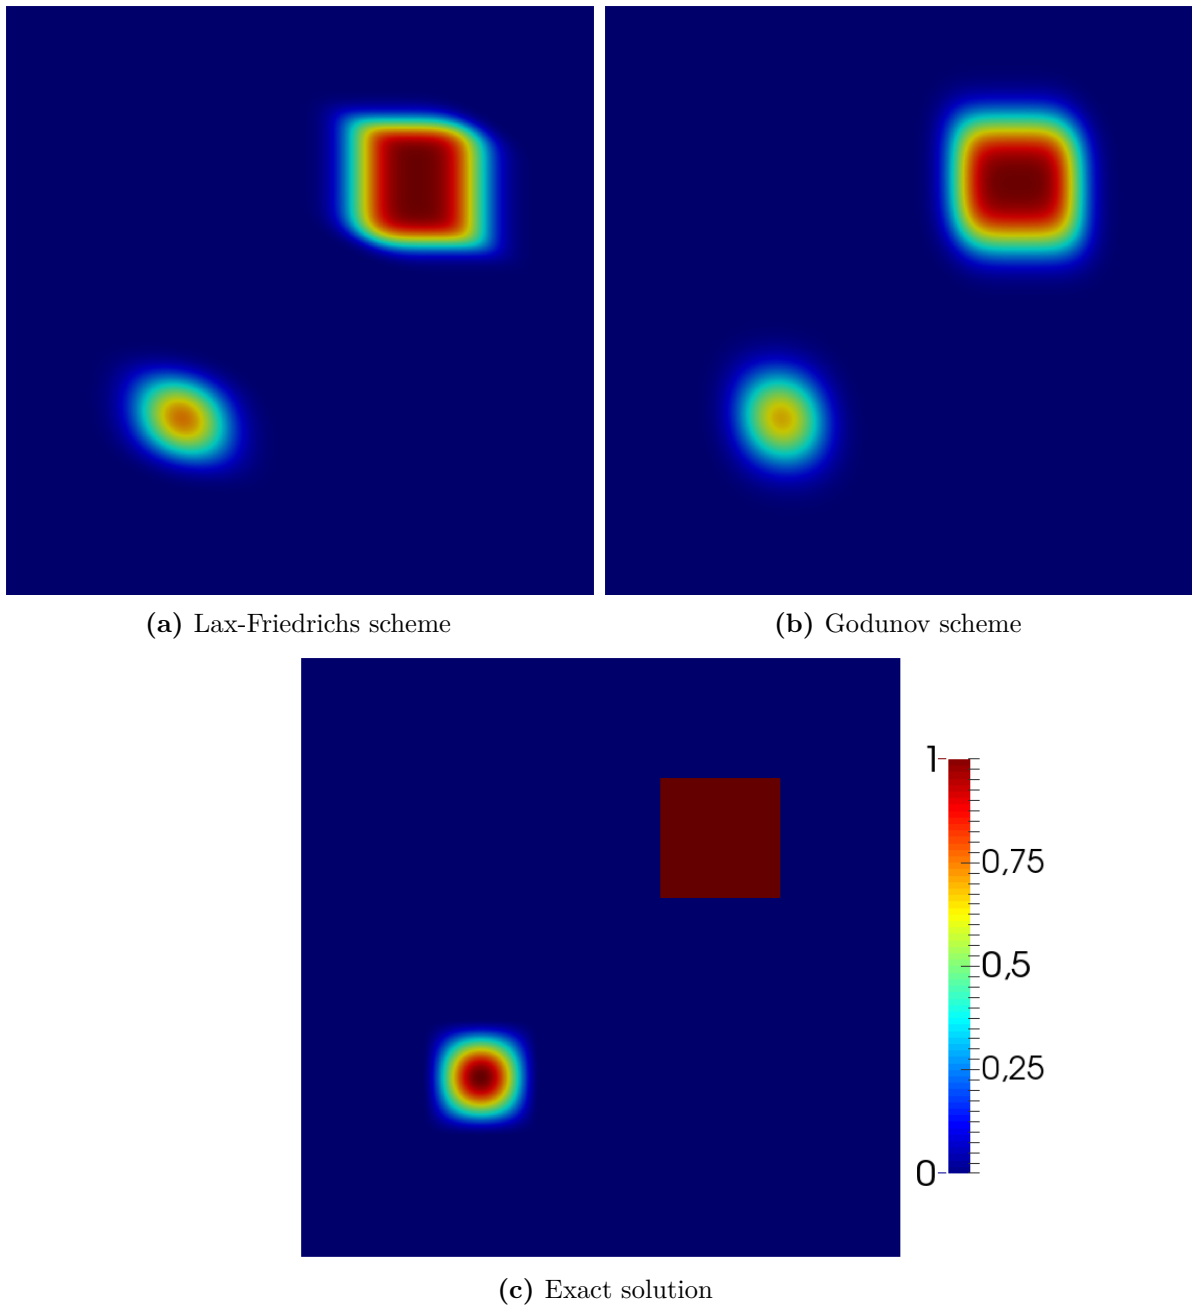 (a) Lax-Friedrichs scheme
(b) Godunov scheme
1
0,75
0,5
0,25
0
(c) Exact solution